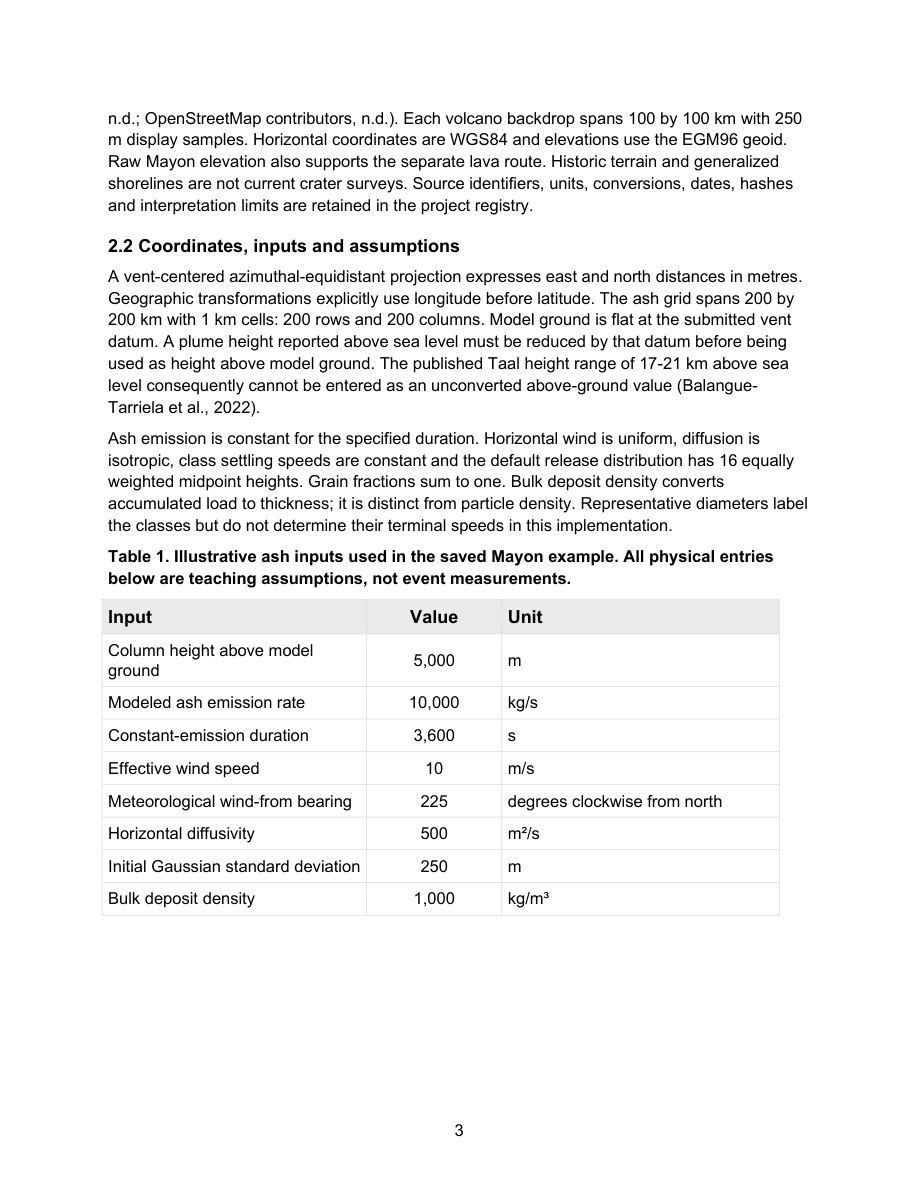 n.d.; OpenStreetMap contributors, n.d.). Each volcano backdrop spans 100 by 100 km with 250
m display samples. Horizontal coordinates are WGS84 and elevations use the EGM96 geoid.
Raw Mayon elevation also supports the separate lava route. Historic terrain and generalized
shorelines are not current crater surveys. Source identifiers, units, conversions, dates, hashes
and interpretation limits are retained in the project registry.
2.2 Coordinates, inputs and assumptions
A vent-centered azimuthal-equidistant projection expresses east and north distances in metres.
Geographic transformations explicitly use longitude before latitude. The ash grid spans 200 by
200 km with 1 km cells: 200 rows and 200 columns. Model ground is flat at the submitted vent
datum. A plume height reported above sea level must be reduced by that datum before being
used as height above model ground. The published Taal height range of 17-21 km above sea
level consequently cannot be entered as an unconverted above-ground value (Balangue-
Tarriela et al., 2022).
Ash emission is constant for the specified duration. Horizontal wind is uniform, diffusion is
isotropic, class settling speeds are constant and the default release distribution has 16 equally
weighted midpoint heights. Grain fractions sum to one. Bulk deposit density converts
accumulated load to thickness; it is distinct from particle density. Representative diameters label
the classes but do not determine their terminal speeds in this implementation.
Table 1. Illustrative ash inputs used in the saved Mayon example. All physical entries
below are teaching assumptions, not event measurements.
Input Value Unit
Column height above model
ground 5,000 m
Modeled ash emission rate 10,000 kg/s
Constant-emission duration 3,600 s
Effective wind speed 10 m/s
Meteorological wind-from bearing 225 degrees clockwise from north
Horizontal diffusivity 500 m²/s
Initial Gaussian standard deviation 250 m
Bulk deposit density 1,000 kg/m³
3